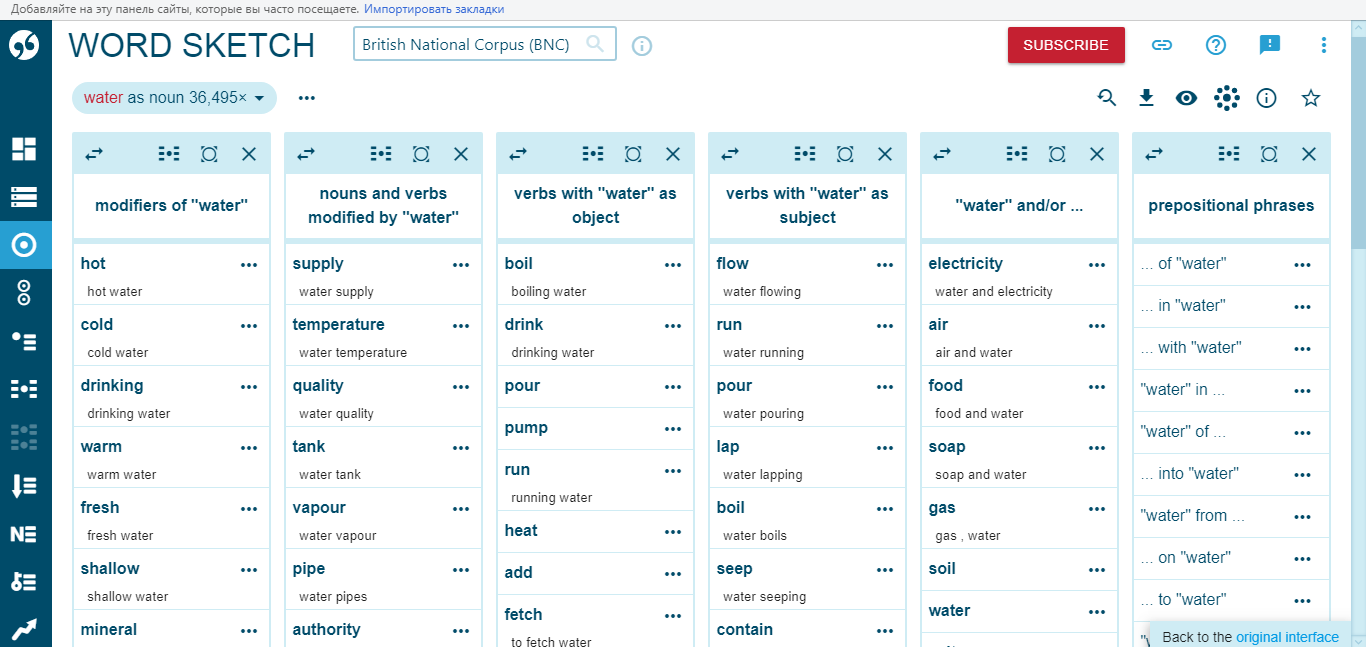 Добавляйте на эту панель сайты, которые вы часто посещаете. Импортировать закладки
WORD SKETCH
British National Corpus (BNC)
SUBSCRIBE
water as noun 36,495×
modifiers of "water"
hot
hot water
cold
cold water
drinking
drinking water
warm
warm water
fresh
fresh water
shallow
shallow water
mineral
nouns and verbs
modified by "water"
supply
water supply
temperature
water temperature
quality
water quality
tank
water tank
vapour
water vapour
pipe
water pipes
authority
verbs with "water" as
object
boil
boiling water
drink
drinking water
pour
pump
run
running water
heat
add
fetch
to fetch water
verbs with "water" as
subject
flow
water flowing
run
water running
pour
water pouring
lap
water lapping
boil
water boils
seep
water seeping
contain
"water" and/or ...
electricity
water and electricity
air
air and water
food
food and water
soap
soap and water
gas
gas , water
soil
water
prepositional phrases
... of "water"
... in "water"
... with "water"
"water" in ...
"water" of ...
... into "water"
"water" from ...
... on "water"
... to "water"
Back to the original interface